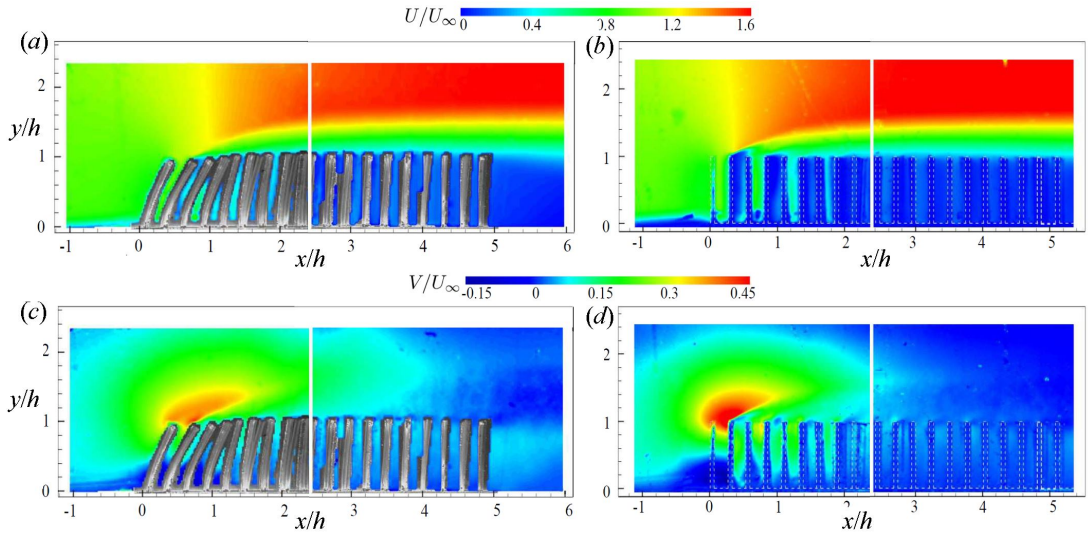 U/U∞ 0 0.4 0.8 1.2 1.6
(a) (b)
y/h 2 1 0
-1 0 1 2 3 4 5 6
x/h
2 1 0
-1 0 1 2 3 4 5
x/h
V/U∞ -0.15 0 0.15 0.3 0.45
(c) (d)
y/h 2 1 0
-1 0 1 2 3 4 5 6
x/h
2 1 0
-1 0 1 2 3 4 5
x/h